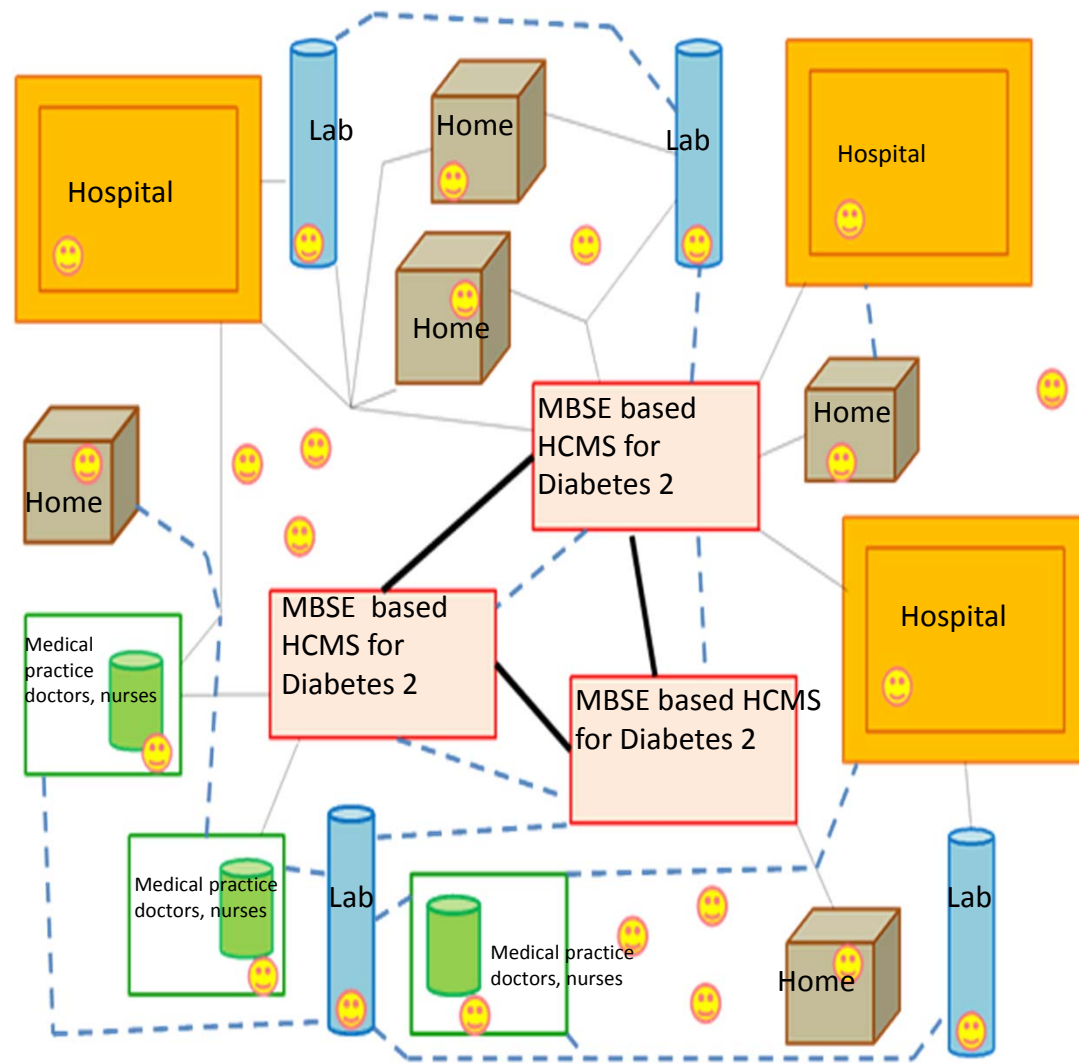 Lab
Home
Lab
Hospital
Hospital
Home
MBSE based
HCMS for
Diabetes 2
Home
Home
MBSE  based
HCMS for
Diabetes 2
Hospital
Medical
practice
doctors, nurses
MBSE based HCMS
for Diabetes 2
Medical practice
doctors, nurses
Lab
Lab
Medical practice
doctors, nurses
Home